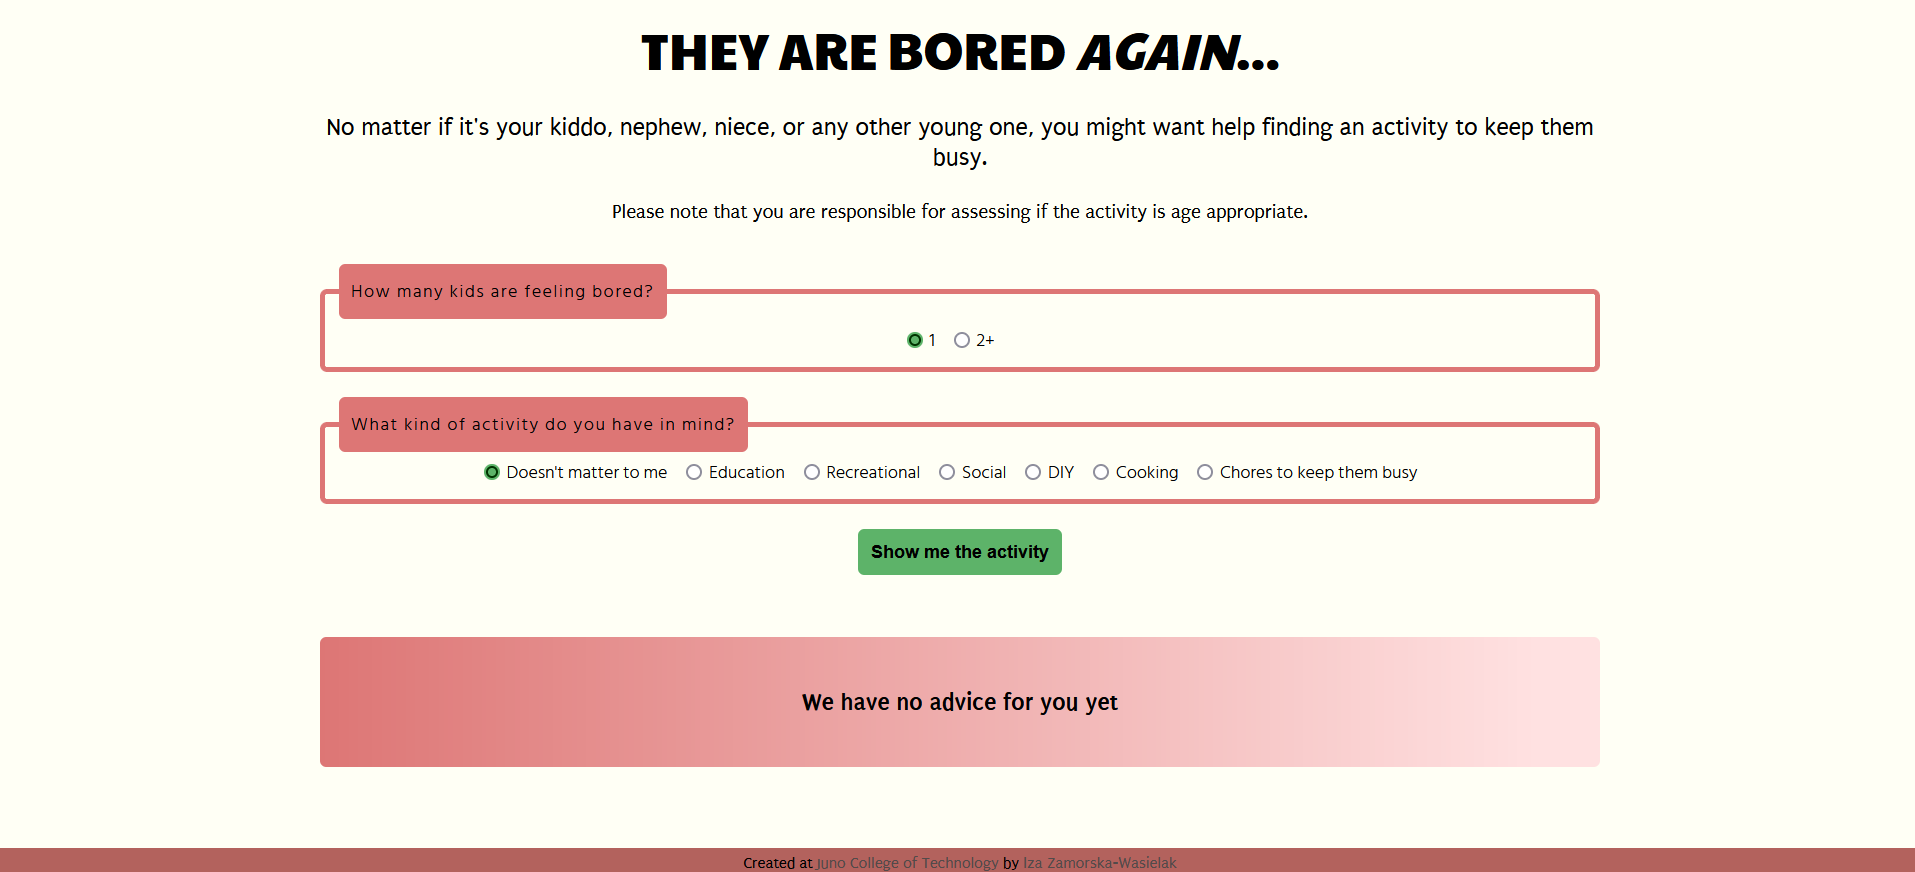 THEY ARE BORED AGAIN...
No matter if it's your kiddo, nephew, niece, or any other young one, you might want help finding an activity to keep them
busy.
Please note that you are responsible for assessing if the activity is age appropriate.
How many kids are feeling bored?
1 2+
What kind of activity do you have in mind?
Doesn't matter to me Education Recreational Social DIY Cooking Chores to keep them busy
Show me the activity
We have no advice for you yet
Created at Juno College of Technology by Iza Zamorska-Wasielak